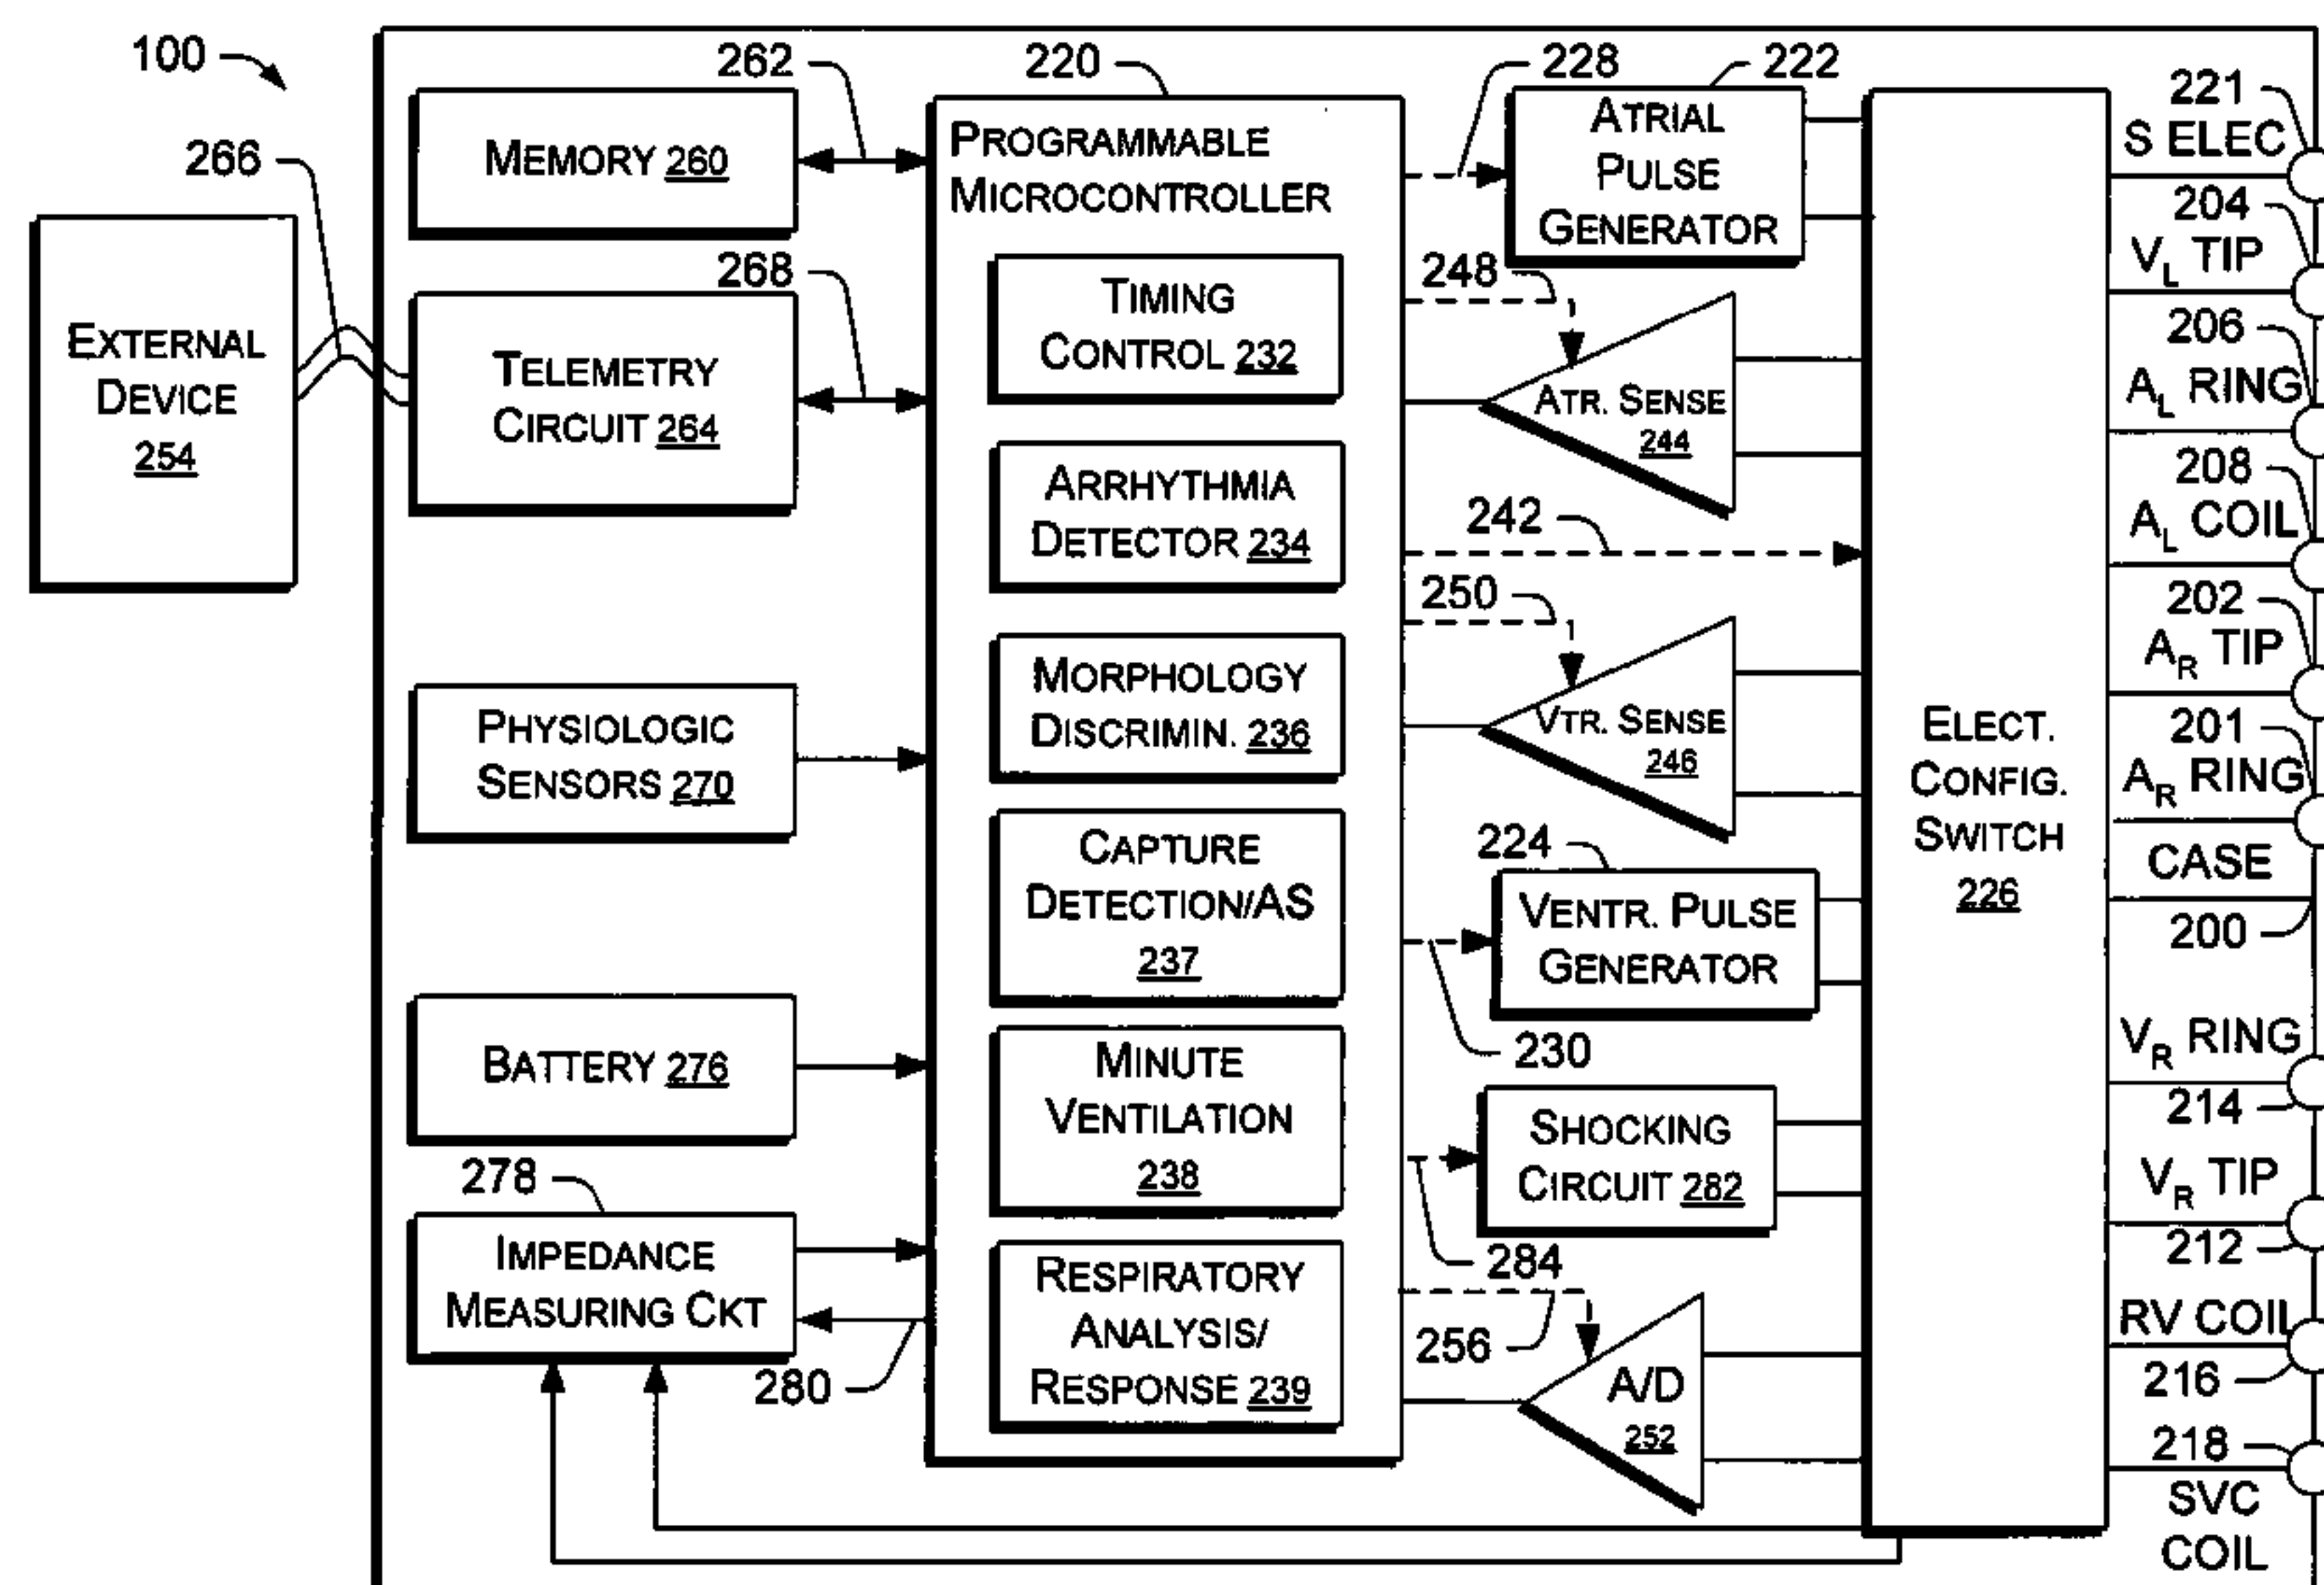 100
262
220
228
222
221
S ELEC
266
MEMORY 260
PROGRAMMABLE
MICROCONTROLLER
ATRIAL
PULSE
GENERATOR
204
VL TIP
EXTERNAL
DEVICE
254
268
TELEMETRY
CIRCUIT 264
TIMING
CONTROL 232
248
ATR. SENSE
244
206
AL RING
208
AL COIL
ARRHYTHMIA
DETECTOR 234
242
250
202
AR TIP
PHYSIOLOGIC
SENSORS 270
MORPHOLOGY
DISCRIMIN. 236
VTR. SENSE
246
ELECT.
CONFIG.
SWITCH
226
201
AR RING
CASE
200
CAPTURE
DETECTION/AS
237
224
VENTR. PULSE
GENERATOR
230
BATTERY 276
MINUTE
VENTILATION
238
VR RING
214
SHOCKING
CIRCUIT 282
284
VR TIP
212
278
IMPEDANCE
MEASURING CKT
280
RESPIRATORY
ANALYSIS/
RESPONSE 239
256
A/D
252
RV COIL
216
218
SVC
COIL